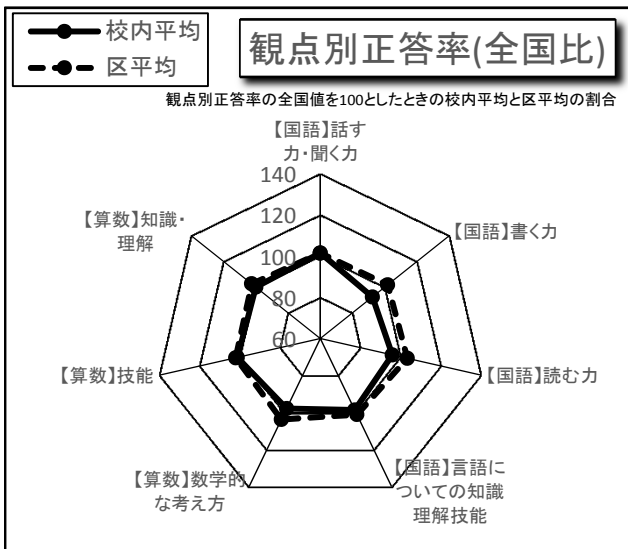 校内平均
区平均
観点別正答率(全国比)
観点別正答率の全国値を100としたときの校内平均と区平均の割合
【国語】話す
力・聞く力
140
120
100
80
60
【国語】書く力
【国語】読む力
【国語】言語に
ついての知識
理解技能
【算数】数学的
な考え方
【算数】技能
【算数】知識・
理解